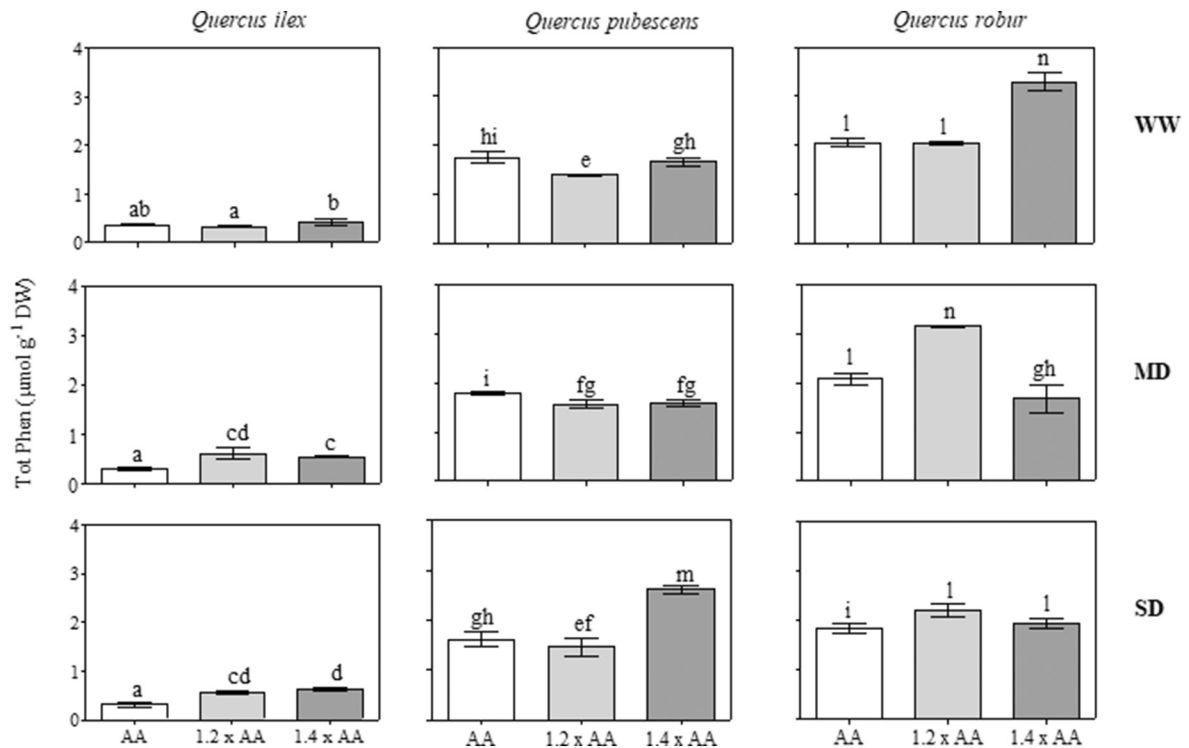 Quercus ilex Quercus pubescens Quercus robur
4 3 2 1 0
ab a b
hi e gh
l l n
WW
Tot Phen (µmol g⁻¹ DW)
4 3 2 1 0
a cd c
i fg fg
l n gh
MD
4 3 2 1 0
a cd d
gh ef m
i l l
SD
AA 1.2 x AA 1.4 x AA AA 1.2 x AA 1.4 x AA AA 1.2 x AA 1.4 x AA